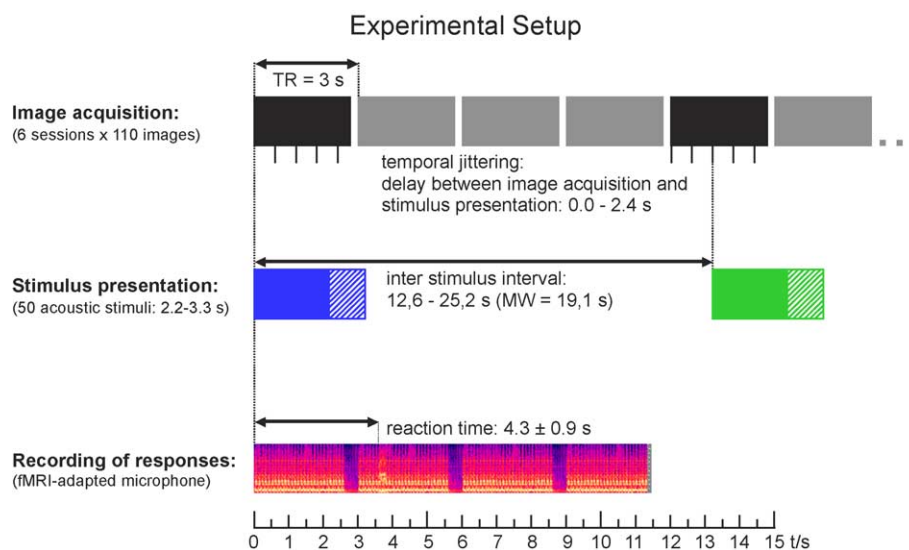 Experimental Setup
TR = 3 s
Image acquisition:
(6 sessions x 110 images)
temporal jittering:
delay between image acquisition and
stimulus presentation: 0.0 - 2.4 s
Stimulus presentation:
(50 acoustic stimuli: 2.2-3.3 s)
inter stimulus interval:
12,6 - 25,2 s (MW = 19,1 s)
reaction time: 4.3 ± 0.9 s
Recording of responses:
(fMRI-adapted microphone)
0 1 2 3 4 5 6 7 8 9 10 11 12 13 14 15 t/s